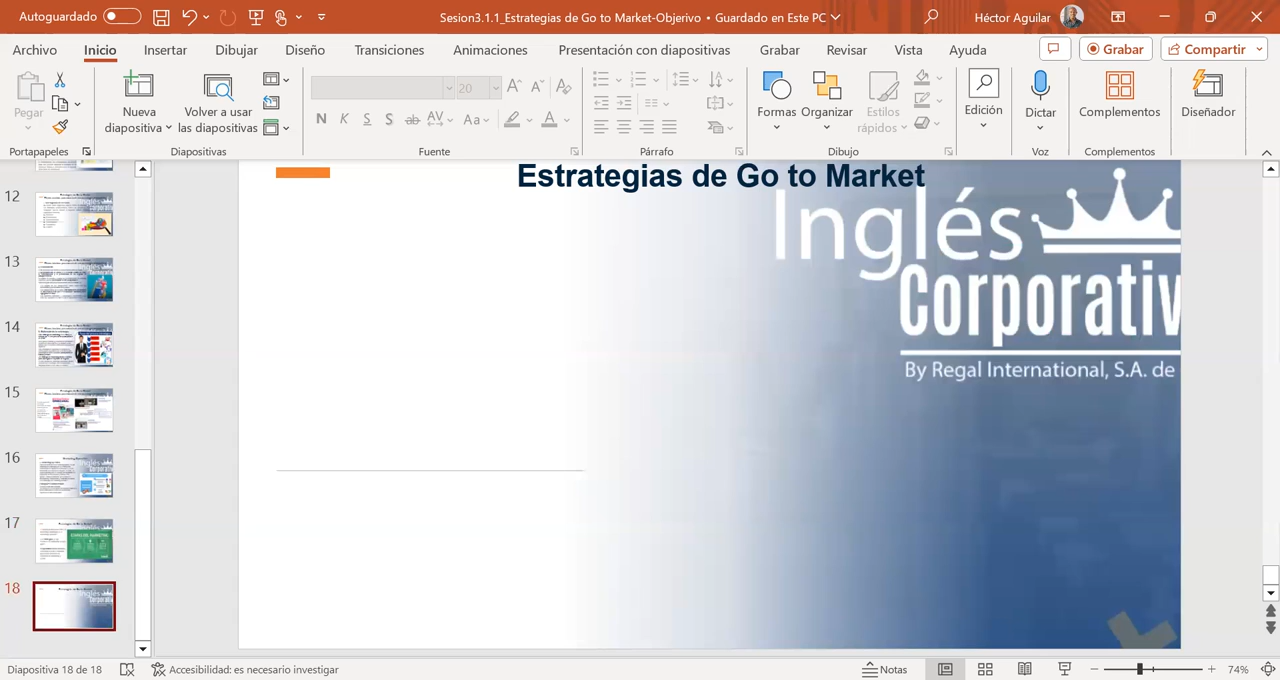 Autoguardado Sesion3.1.1_Estrategias de Go to Market-Objerivo • Guardado en Este PC Héctor Aguilar
Archivo Inicio Insertar Dibujar Diseño Transiciones Animaciones Presentación con diapositivas Grabar Revisar Vista Ayuda Grabar Compartir
Pegar
Nueva diapositiva
Volver a usar las diapositivas
20
N K S S ab AV Aa A
Formas Organizar Estilos rápidos
Edición
Dictar
Complementos
Diseñador
Portapapeles Diapositivas Fuente Párrafo Dibujo Voz Complementos
Estrategias de Go to Market
Inglés
Corporativ
By Regal International, S.A. de
12
13
14
15
16
17
18
Diapositiva 18 de 18 Accesibilidad: es necesario investigar Notas 74%